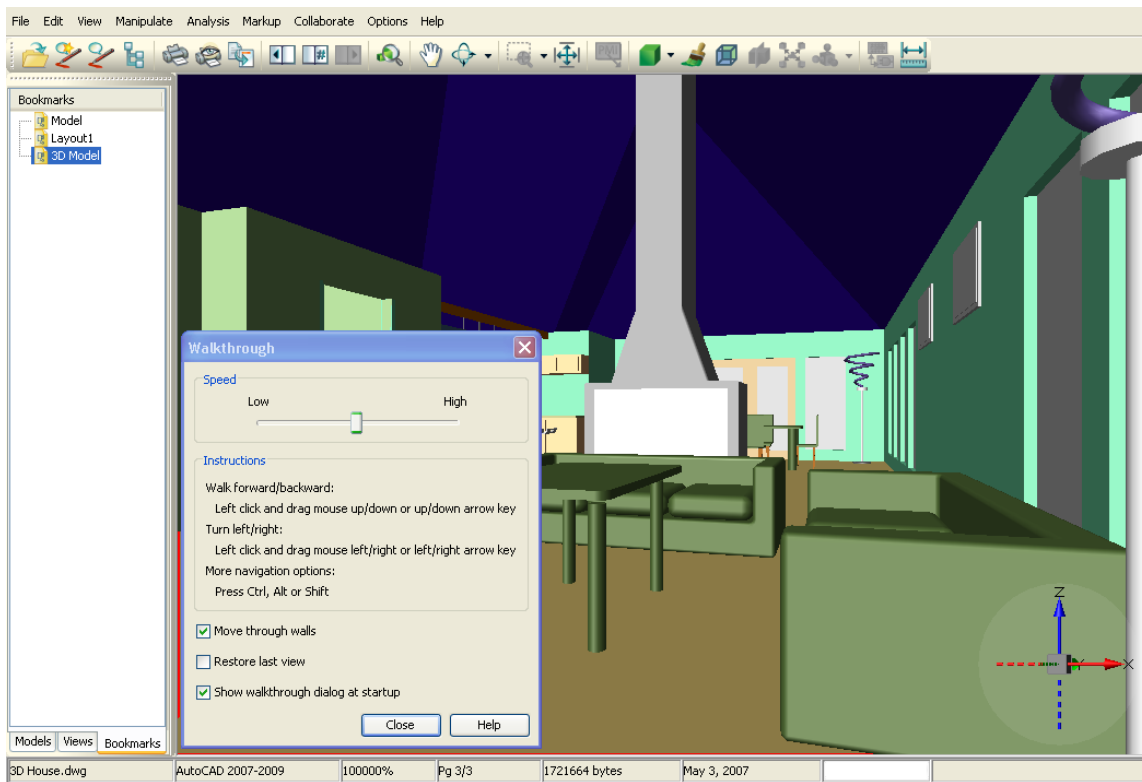 File Edit View Manipulate Analysis Markup Collaborate Options Help
#
PMI
Bookmarks
Model
Layout1
3D Model
Walkthrough
Speed
Low High
Instructions
Walk forward/backward:
Left click and drag mouse up/down or up/down arrow key
Turn left/right:
Left click and drag mouse left/right or left/right arrow key
More navigation options:
Press Ctrl, Alt or Shift
Move through walls
Restore last view
Show walkthrough dialog at startup
Close Help
Z
Y X
Models Views Bookmarks
3D House.dwg AutoCAD 2007-2009 100000% Pg 3/3 1721664 bytes May 3, 2007